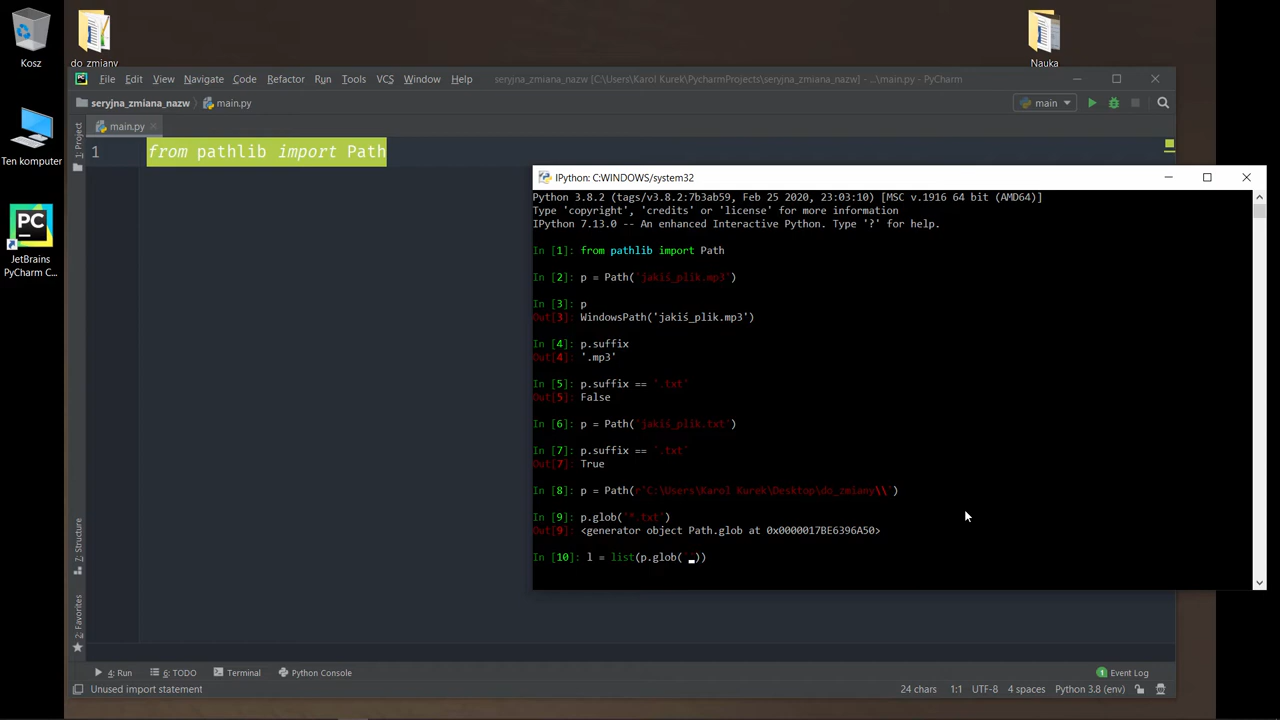 Kosz
do_zmiany
Nauka
Ten komputer
JetBrains
PyCharm C...
File Edit View Navigate Code Refactor Run Tools VCS Window Help
seryjna_zmiana_nazw [C:\Users\Karol Kurek\PycharmProjects\seryjna_zmiana_nazw] - ...\main.py - PyCharm
seryjna_zmiana_nazw main.py
main
main.py
1: Project
1 from pathlib import Path
IPython: C:WINDOWS/system32
Python 3.8.2 (tags/v3.8.2:7b3ab59, Feb 25 2020, 23:03:10) [MSC v.1916 64 bit (AMD64)]
Type 'copyright', 'credits' or 'license' for more information
IPython 7.13.0 -- An enhanced Interactive Python. Type '?' for help.
In [1]: from pathlib import Path
In [2]: p = Path('jakiś_plik.mp3')
In [3]: p
Out[3]: WindowsPath('jakiś_plik.mp3')
In [4]: p.suffix
Out[4]: '.mp3'
In [5]: p.suffix == '.txt'
Out[5]: False
In [6]: p = Path('jakiś_plik.txt')
In [7]: p.suffix == '.txt'
Out[7]: True
In [8]: p = Path(r'C:\Users\Karol Kurek\Desktop\do_zmiany\\')
In [9]: p.glob('*.txt')
Out[9]: <generator object Path.glob at 0x0000017BE6396A50>
In [10]: l = list(p.glob(''))
7: Structure
2: Favorites
4: Run 6: TODO Terminal Python Console
1 Event Log
Unused import statement
24 chars 1:1 UTF-8 4 spaces Python 3.8 (env)